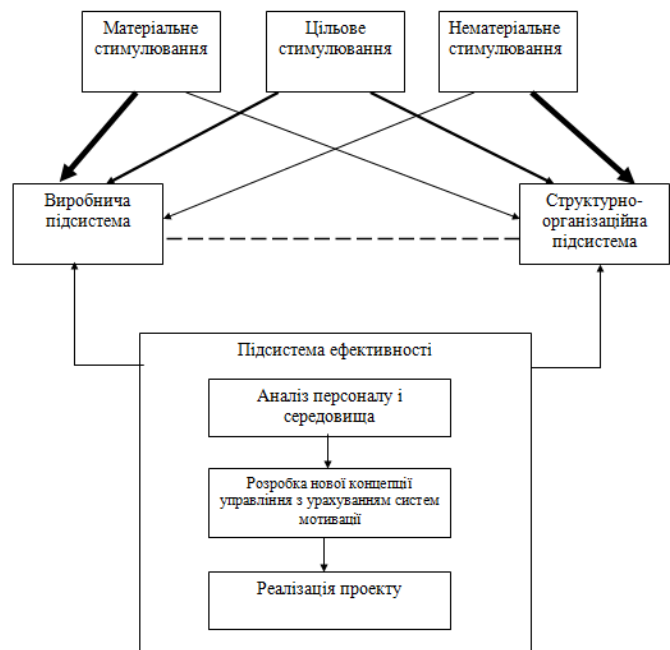 Матеріальне
стимулювання
Цільове
стимулювання
Нематеріальне
стимулювання
Виробнича
підсистема
Структурно-
організаційна
підсистема
Підсистема ефективності
Аналіз персоналу і
середовища
Розробка нової концепції
управління з урахуванням систем
мотивації
Реалізація проекту